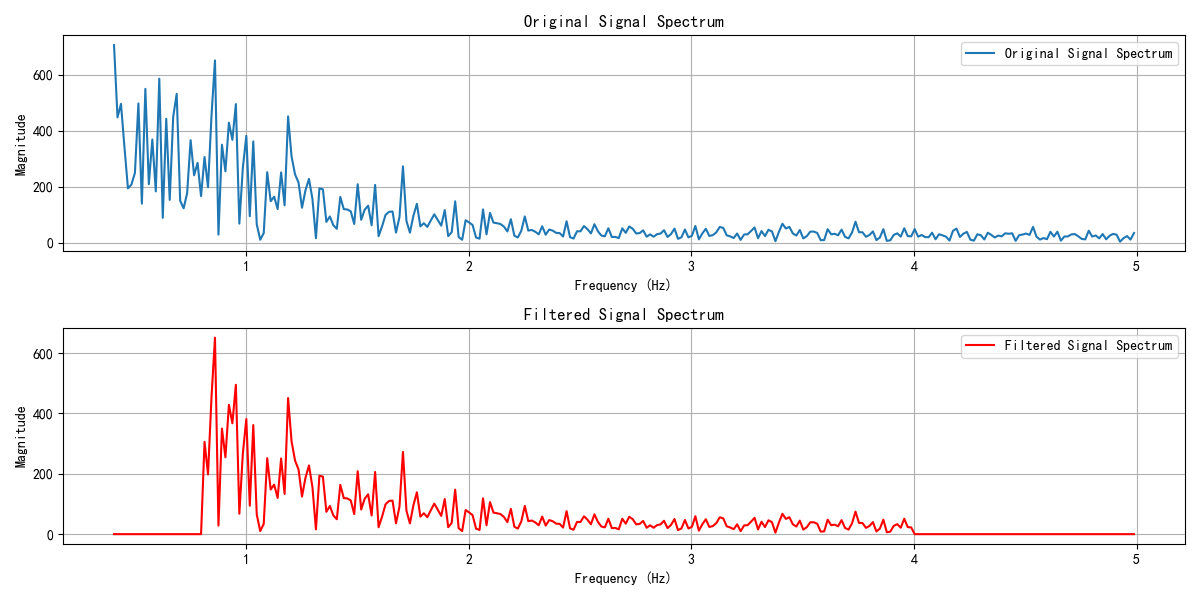 Original Signal Spectrum
Original Signal Spectrum
600
400
200
0
Magnitude
1
2
3
4
5
Frequency (Hz)
Filtered Signal Spectrum
Filtered Signal Spectrum
600
400
200
0
Magnitude
1
2
3
4
5
Frequency (Hz)